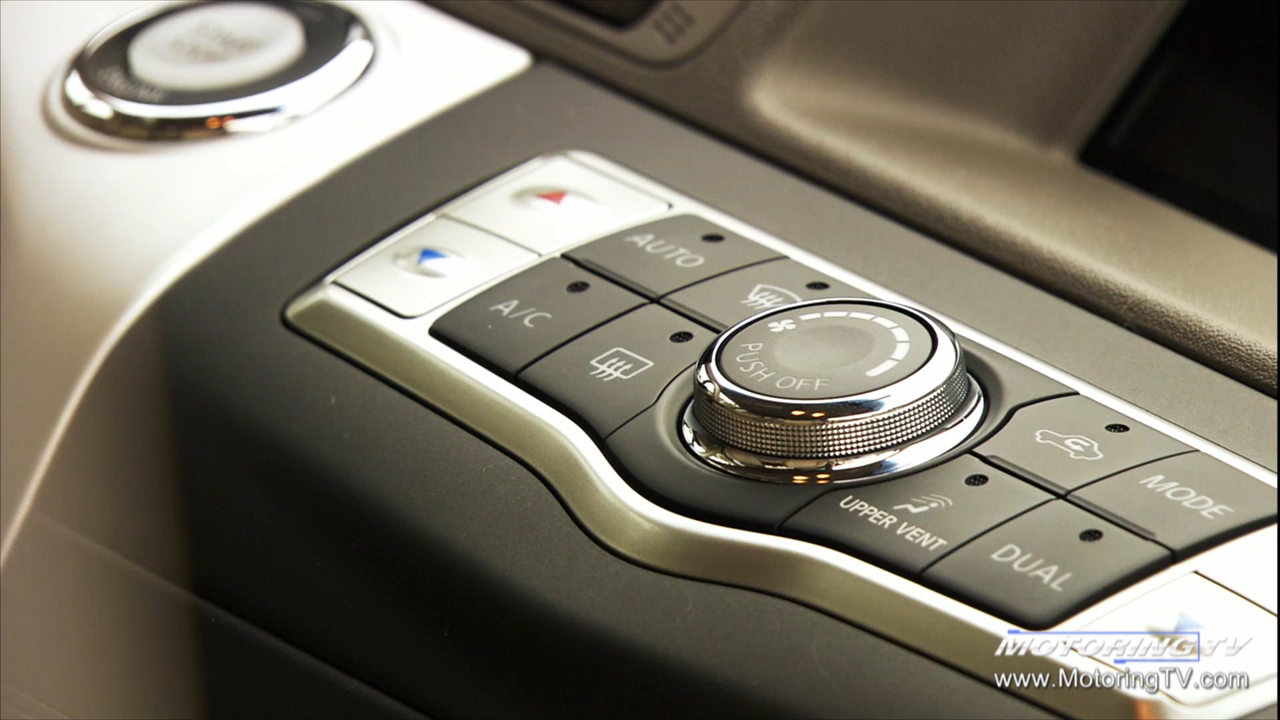 AUTO
A/C
PUSH OFF
UPPER VENT
MODE
DUAL
MOTORING TV
www.MotoringTV.com